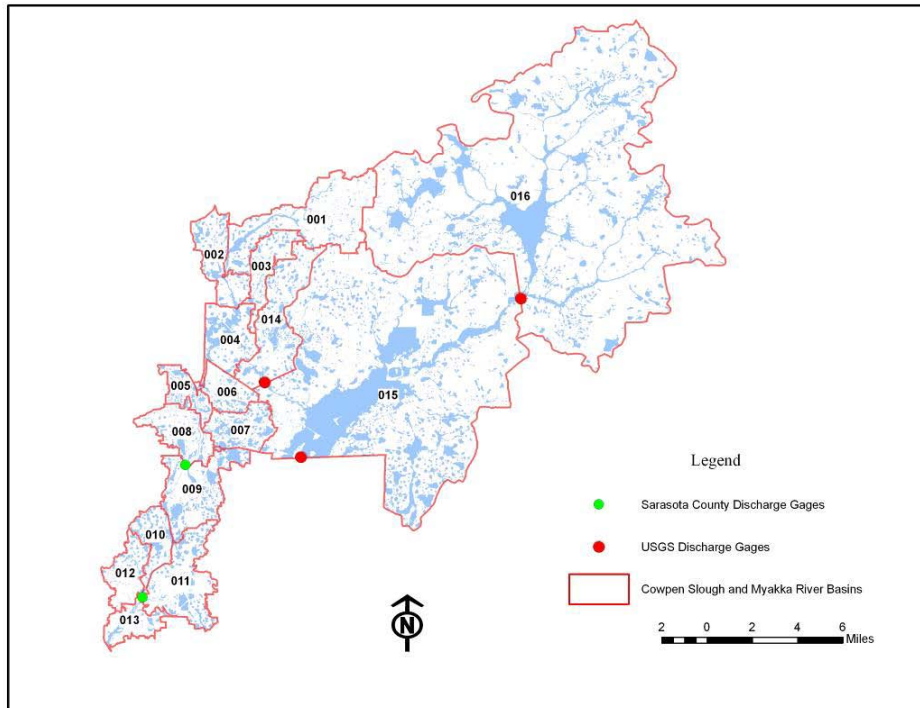 016
001
002
003
014
004
005
006
015
008
007
009
010
012
011
013
Legend
Sarasota County Discharge Gages
USGS Discharge Gages
Cowpen Slough and Myakka River Basins
N
2 0 2 4 6
Miles